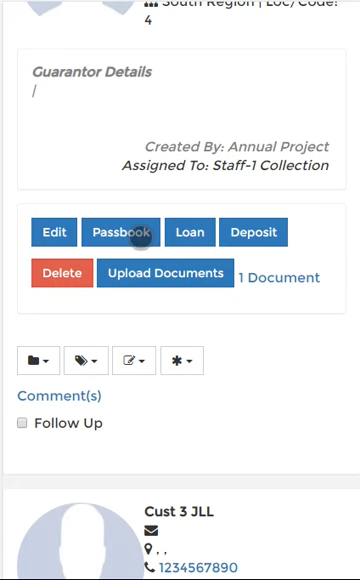 South Region | Loc/Code:
4
Guarantor Details
|
Created By: Annual Project
Assigned To: Staff-1 Collection
Edit Passbook Loan Deposit
Delete Upload Documents 1 Document
Comment(s)
Follow Up
Cust 3 JLL
, ,
1234567890